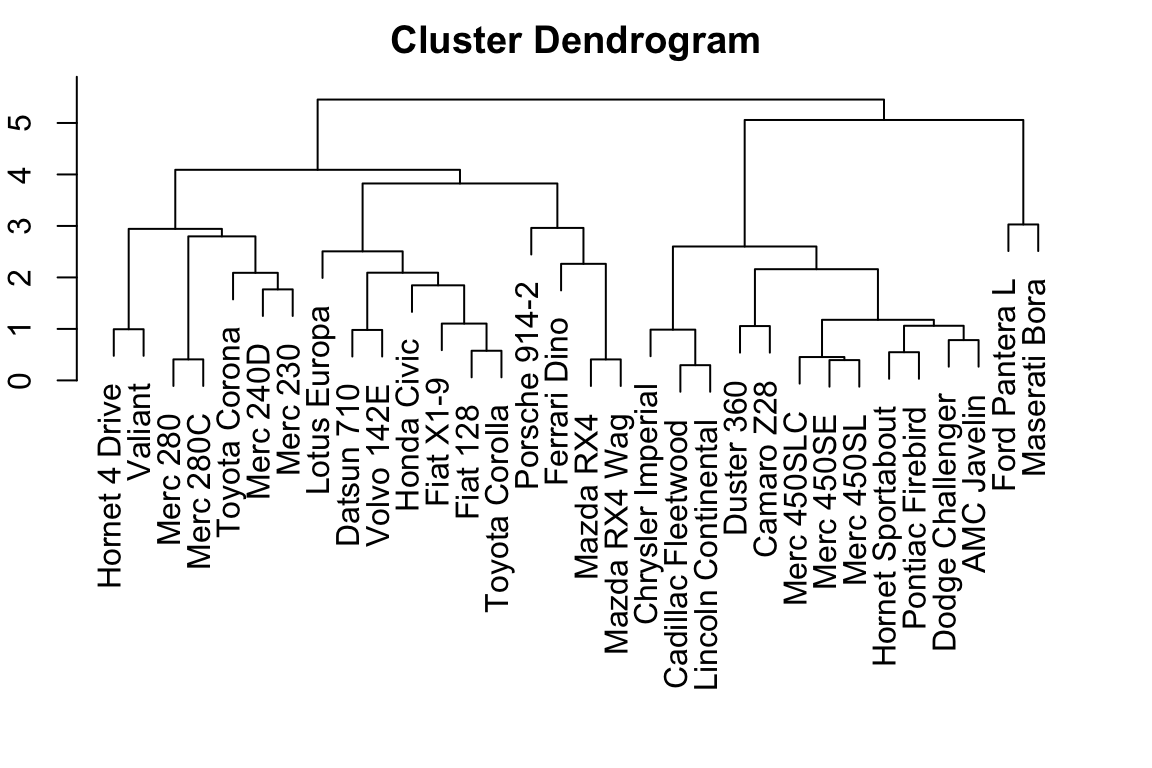 Cluster Dendrogram
5
4
3
2
1
0
Hornet 4 Drive
Valiant
Merc 280
Merc 280C
Toyota Corona
Merc 240D
Merc 230
Lotus Europa
Datsun 710
Volvo 142E
Honda Civic
Fiat X1-9
Fiat 128
Toyota Corolla
Porsche 914-2
Ferrari Dino
Mazda RX4
Mazda RX4 Wag
Chrysler Imperial
Cadillac Fleetwood
Lincoln Continental
Duster 360
Camaro Z28
Merc 450SLC
Merc 450SE
Merc 450SL
Hornet Sportabout
Pontiac Firebird
Dodge Challenger
AMC Javelin
Ford Pantera L
Maserati Bora